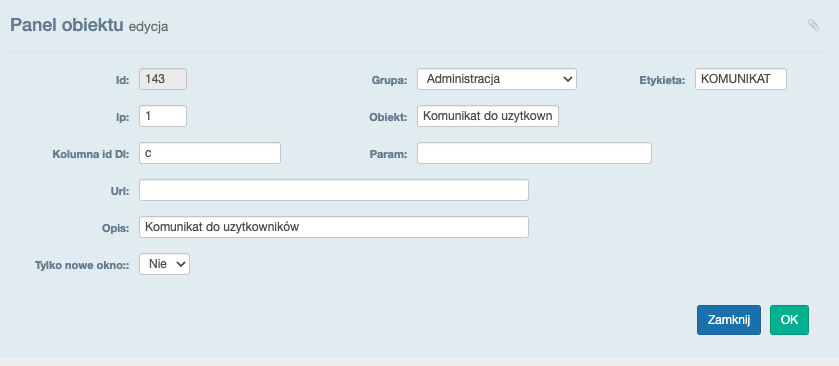 Panel obiektu edycja
Id: 143 Grupa: Administracja Etykieta: KOMUNIKAT
lp: 1 Obiekt: Komunikat do uzytkown
Kolumna id Dl: c Param:
Url:
Opis: Komunikat do uzytkowników
Tylko nowe okno:: Nie
Zamknij OK